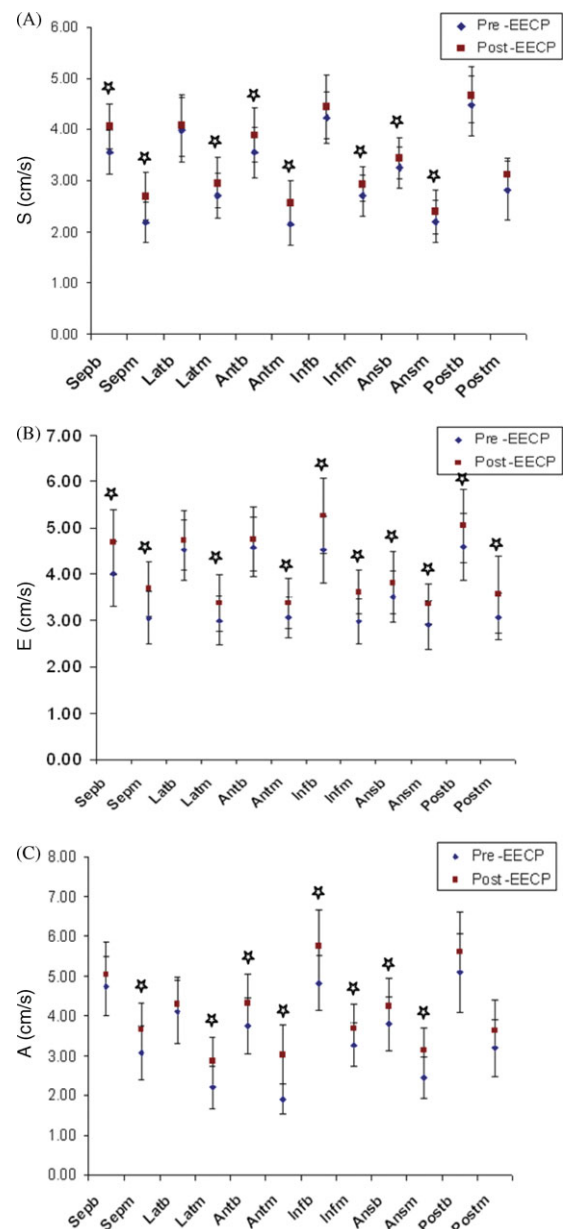 (A)
6.00
5.00
4.00
3.00
2.00
1.00
0.00
S (cm/s)
Pre -EECP
Post -EECP
Sepb Sepm Latb Latm Antb Antm Infb Infm Ansb Ansm Postb Postm
(B)
7.00
6.00
5.00
4.00
3.00
2.00
1.00
0.00
E (cm/s)
Pre -EECP
Post -EECP
Sepb Sepm Latb Latm Antb Antm Infb Infm Ansb Ansm Postb Postm
(C)
8.00
7.00
6.00
5.00
4.00
3.00
2.00
1.00
0.00
A (cm/s)
Pre -EECP
Post -EECP
Sepb Sepm Latb Latm Antb Antm Infb Infm Ansb Ansm Postb Postm